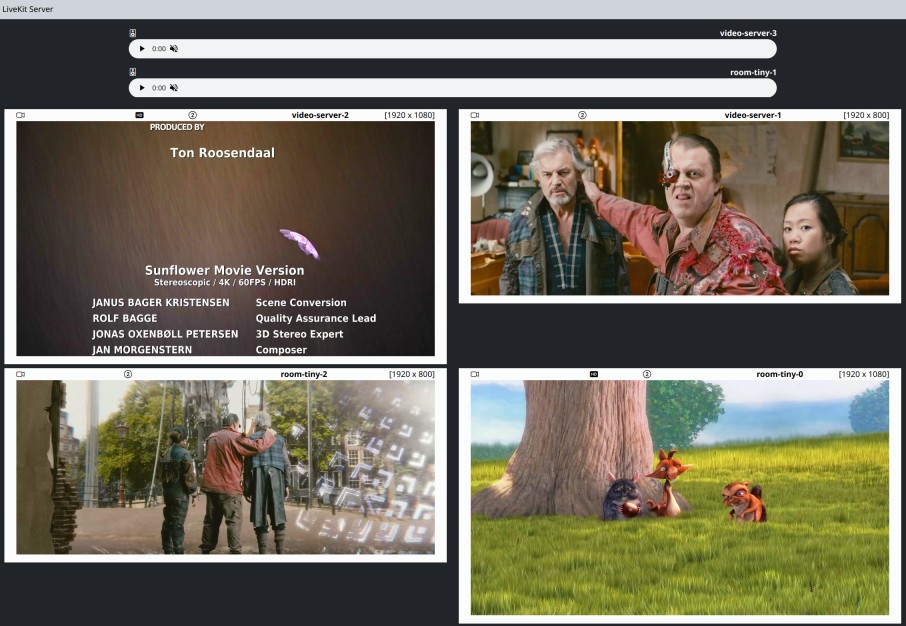 LiveKit Server
video-server-3
0:00
room-tiny-1
0:00
HD 2 video-server-2 [1920 x 1080]
PRODUCED BY
Ton Roosendaal
Sunflower Movie Version
Stereoscopic / 4K / 60FPS / HDRI
JANUS BAGER KRISTENSEN Scene Conversion
ROLF BAGGE Quality Assurance Lead
JONAS OXENBØLL PETERSEN 3D Stereo Expert
JAN MORGENSTERN Composer
2 video-server-1 [1920 x 800]
2 room-tiny-2 [1920 x 800]
HD 2 room-tiny-0 [1920 x 1080]